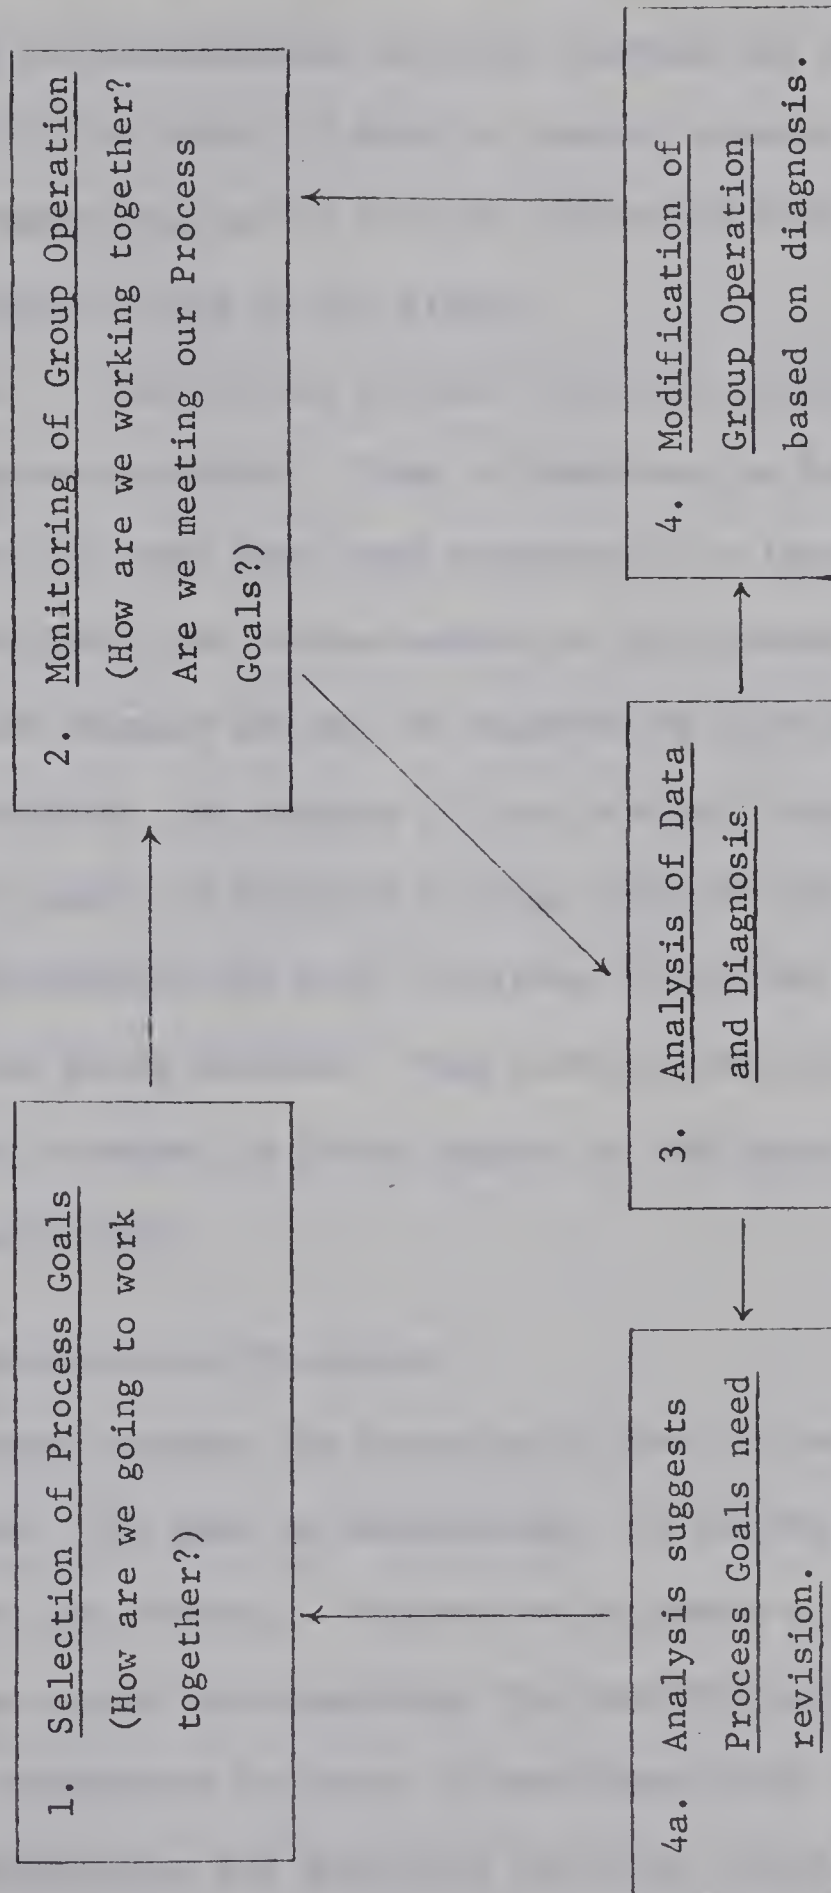 1. Selection of Process Goals
(How are we going to work
together?)
2. Monitoring of Group Operation
(How are we working together?
Are we meeting our Process
Goals?)
3. Analysis of Data
and Diagnosis
4. Modification of
Group Operation
based on diagnosis.
4a. Analysis suggests
Process Goals need
revision.